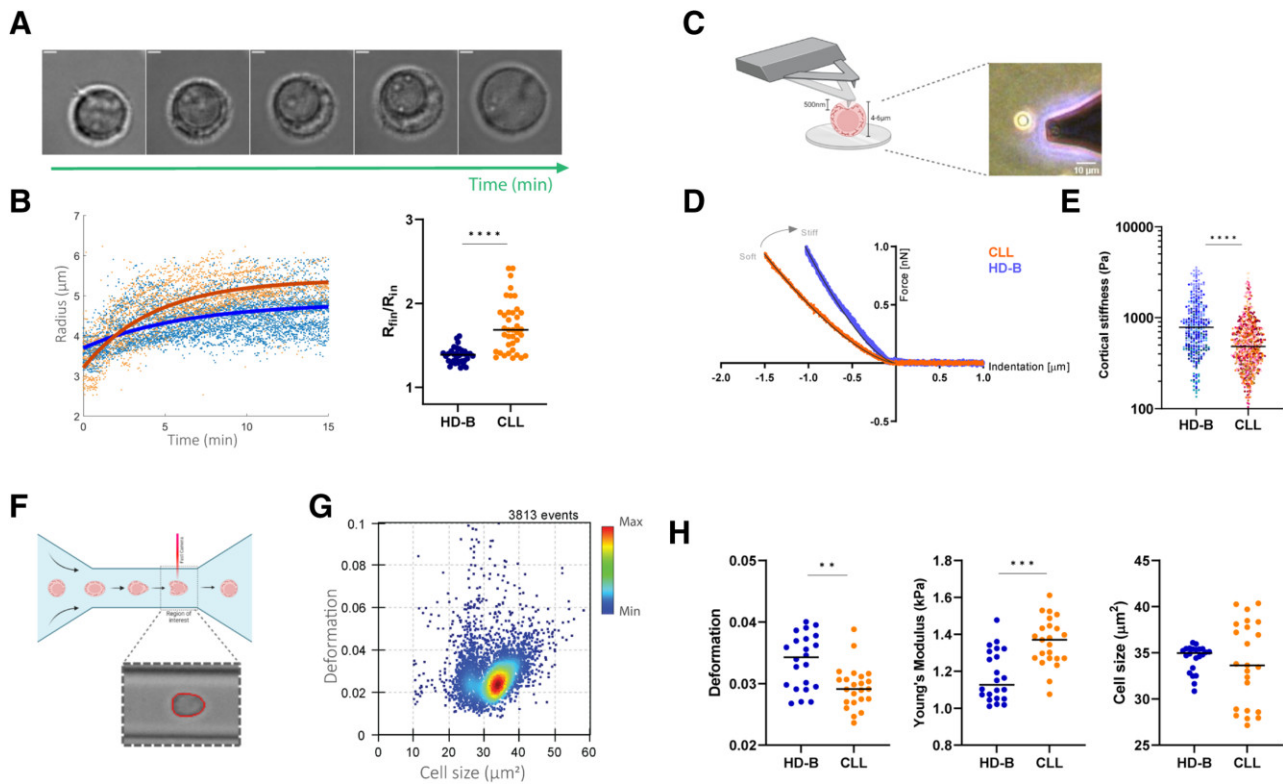 A
Time (min)
B
Radius (μm)
7
6
5
4
3
2
0
5
10
15
Time (min)
R_fin/R_in
3
2
1
****
HD-B
CLL
C
500nm
4-6μm
10 μm
D
Soft
Stiff
CLL
HD-B
Force [nN]
1.0
0.5
-0.5
Indentation [μm]
-2.0
-1.5
-1.0
-0.5
0.5
1.0
E
Cortical stiffness (Pa)
10000
1000
100
****
HD-B
CLL
F
Fast Camera
Region of
interest
G
3813 events
Max
Min
Deformation
0.1
0.08
0.06
0.04
0.02
0
0
10
20
30
40
50
60
Cell size (μm²)
H
Deformation
0.05
0.04
0.03
0.02
**
HD-B
CLL
Young's Modulus (kPa)
1.8
1.6
1.4
1.2
1.0
0.8
***
HD-B
CLL
Cell size (μm²)
45
40
35
30
25
HD-B
CLL